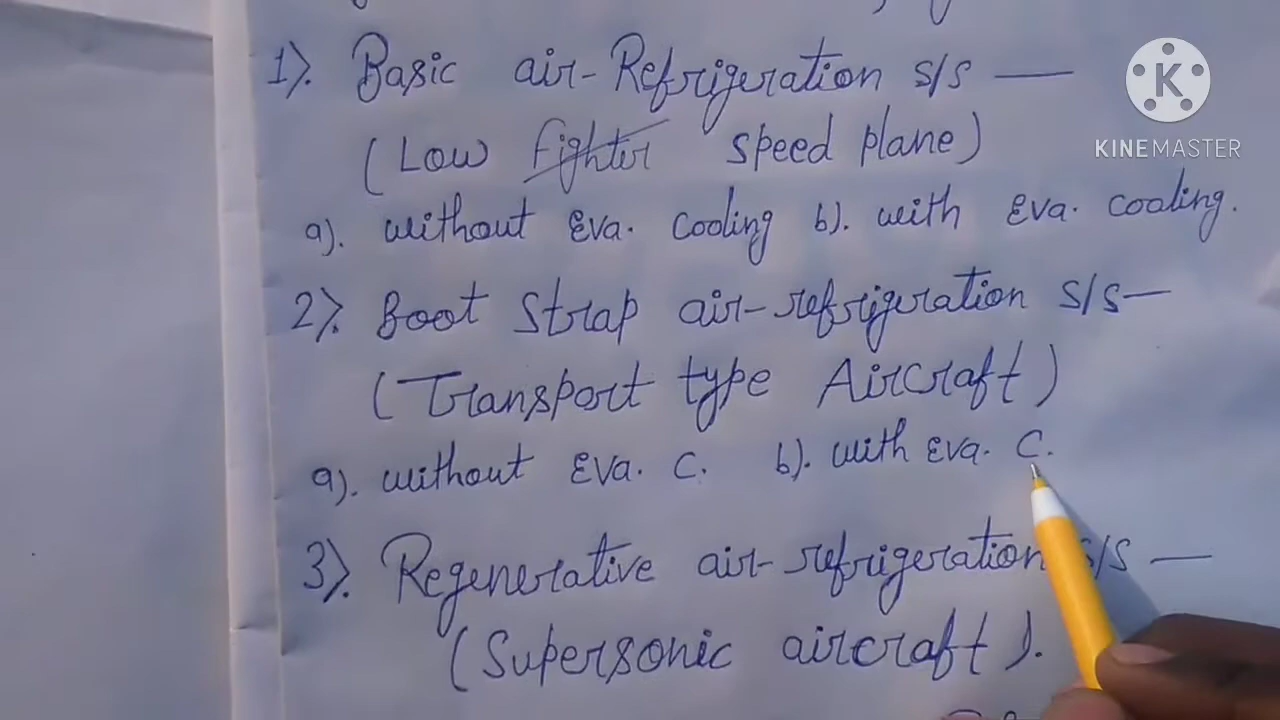 1). Basic air-Refrigeration s/s —
(Low fighter speed plane)
a). without Eva. Cooling b). with Eva. cooling.
2). Boot Strap air-refrigeration s/s —
(Transport type Aircraft)
a). without Eva. C. b). with Eva. C.
3). Regenerative air-refrigeration s/s —
(Supersonic aircraft).
K
KINEMASTER